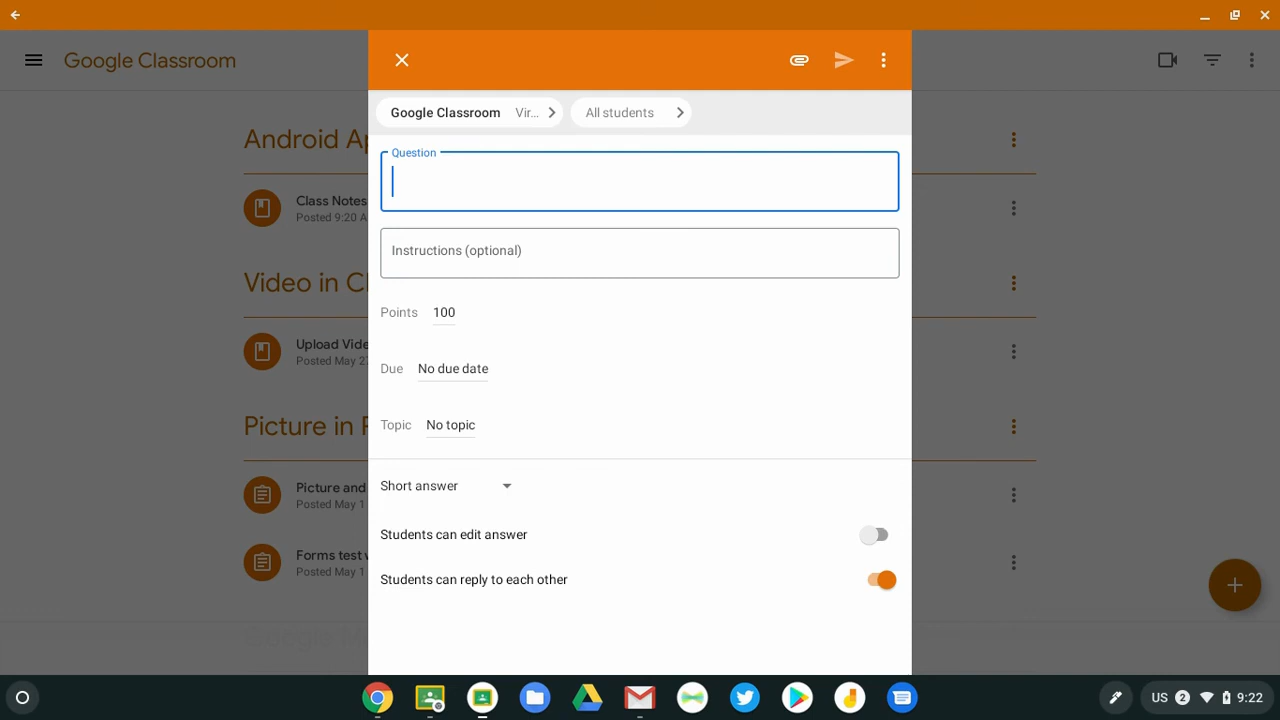 Google Classroom
Google Classroom Vir...
All students
Android Ap
Question
Class Notes
Posted 9:20 A
Instructions (optional)
Video in Cl
Points 100
Upload Vide
Posted May 27
Due No due date
Picture in P
Topic No topic
Picture and
Posted May 1
Short answer
Students can edit answer
Forms test w
Posted May 1
Students can reply to each other
US 2 9:22